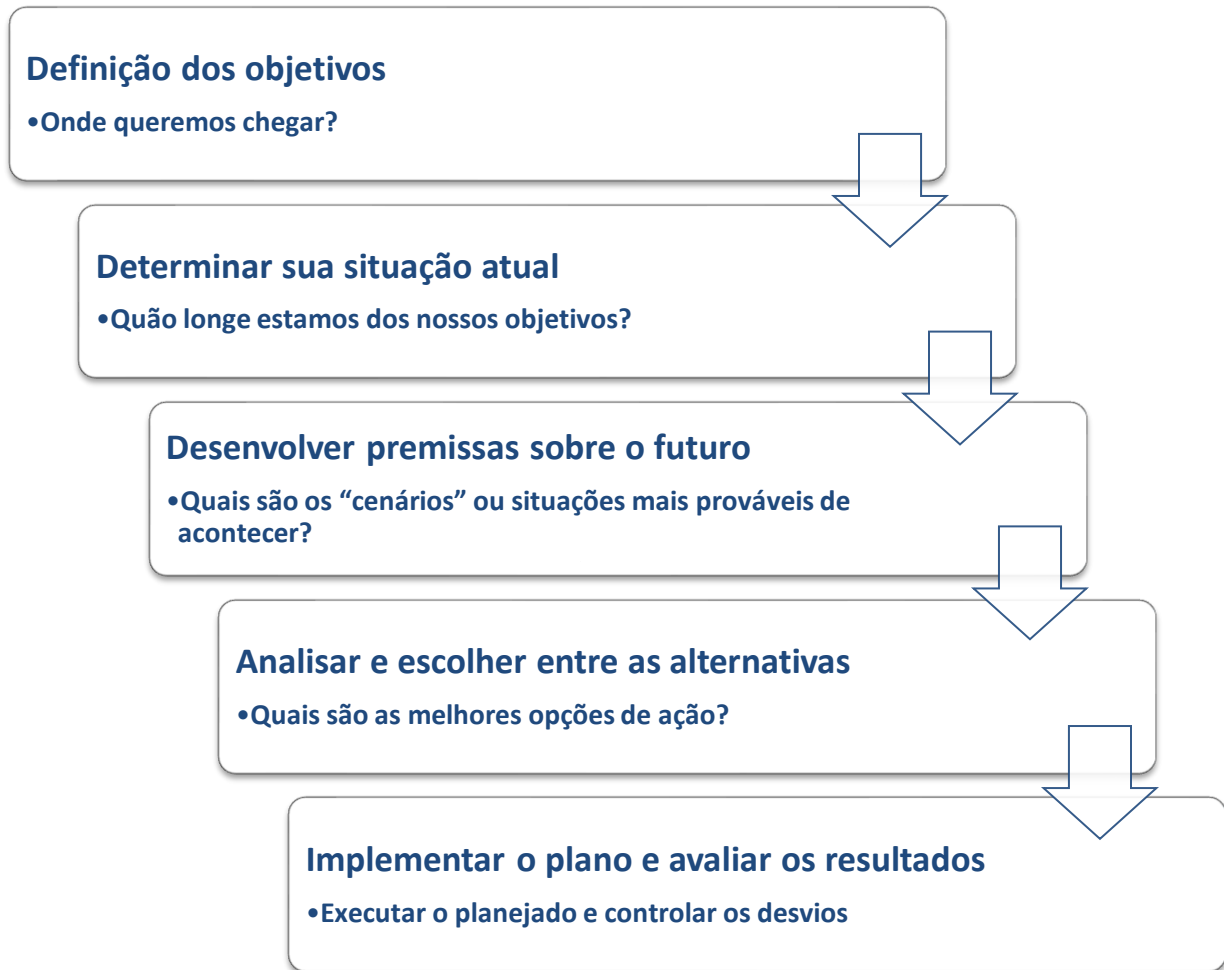 Definição dos objetivos
•Onde queremos chegar?
Determinar sua situação atual
•Quão longe estamos dos nossos objetivos?
Desenvolver premissas sobre o futuro
•Quais são os “cenários” ou situações mais prováveis de
acontecer?
Analisar e escolher entre as alternativas
•Quais são as melhores opções de ação?
Implementar o plano e avaliar os resultados
•Executar o planejado e controlar os desvios